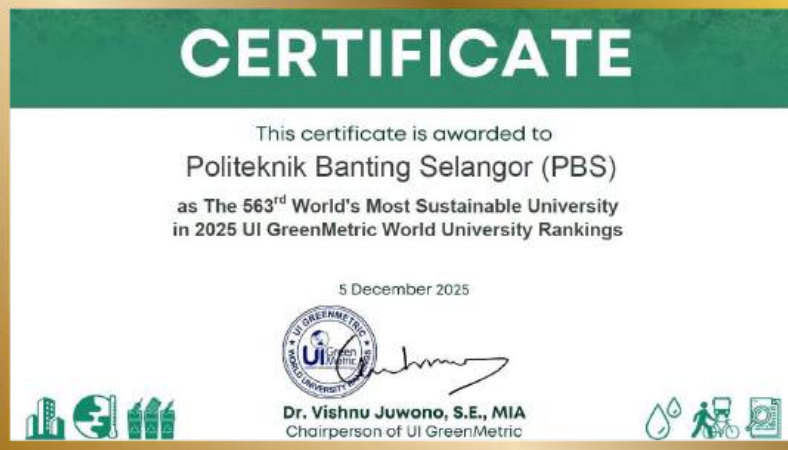 CERTIFICATE
This certificate is awarded to
Politeknik Banting Selangor (PBS)
as The 563rd World's Most Sustainable University
in 2025 UI GreenMetric World University Rankings
5 December 2025
UI GREENMETRIC
UI Green
Metric
WORLD UNIVERSITY RANKINGS
Dr. Vishnu Juwono, S.E., MIA
Chairperson of UI GreenMetric